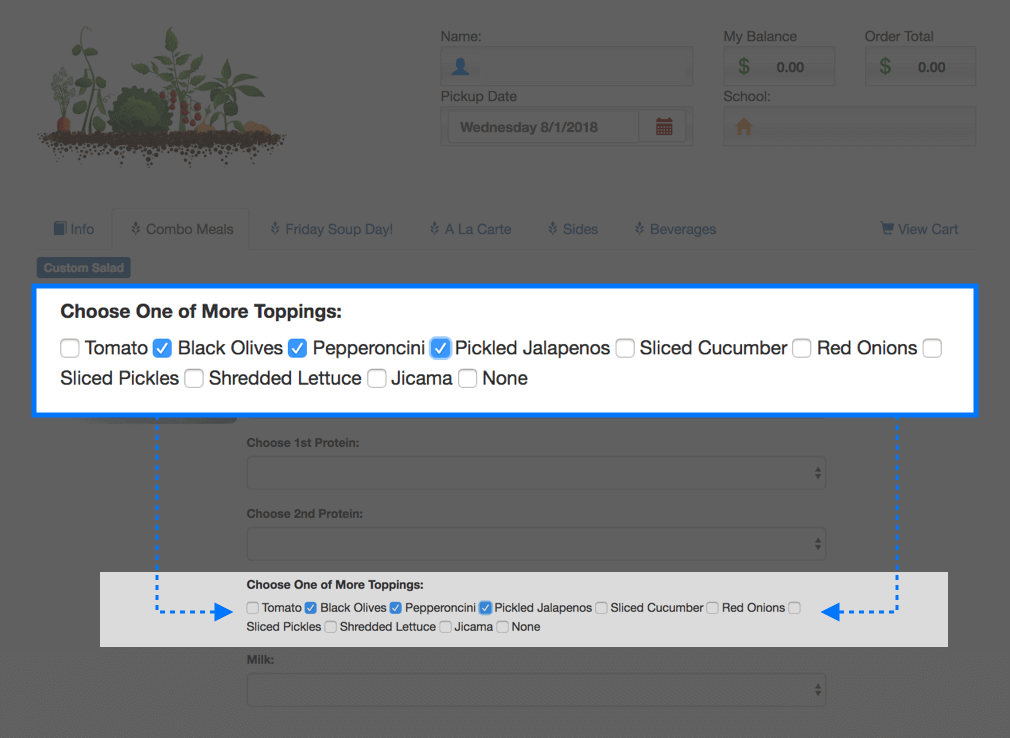 Name:
My Balance
Order Total
$ 0.00
$ 0.00
Pickup Date
School:
Wednesday 8/1/2018
Info
Combo Meals
Friday Soup Day!
A La Carte
Sides
Beverages
View Cart
Custom Salad
Choose One of More Toppings:
Tomato Black Olives Pepperoncini Pickled Jalapenos Sliced Cucumber Red Onions
Sliced Pickles Shredded Lettuce Jicama None
Choose 1st Protein:
Choose 2nd Protein:
Choose One of More Toppings:
Tomato Black Olives Pepperoncini Pickled Jalapenos Sliced Cucumber Red Onions
Sliced Pickles Shredded Lettuce Jicama None
Milk: